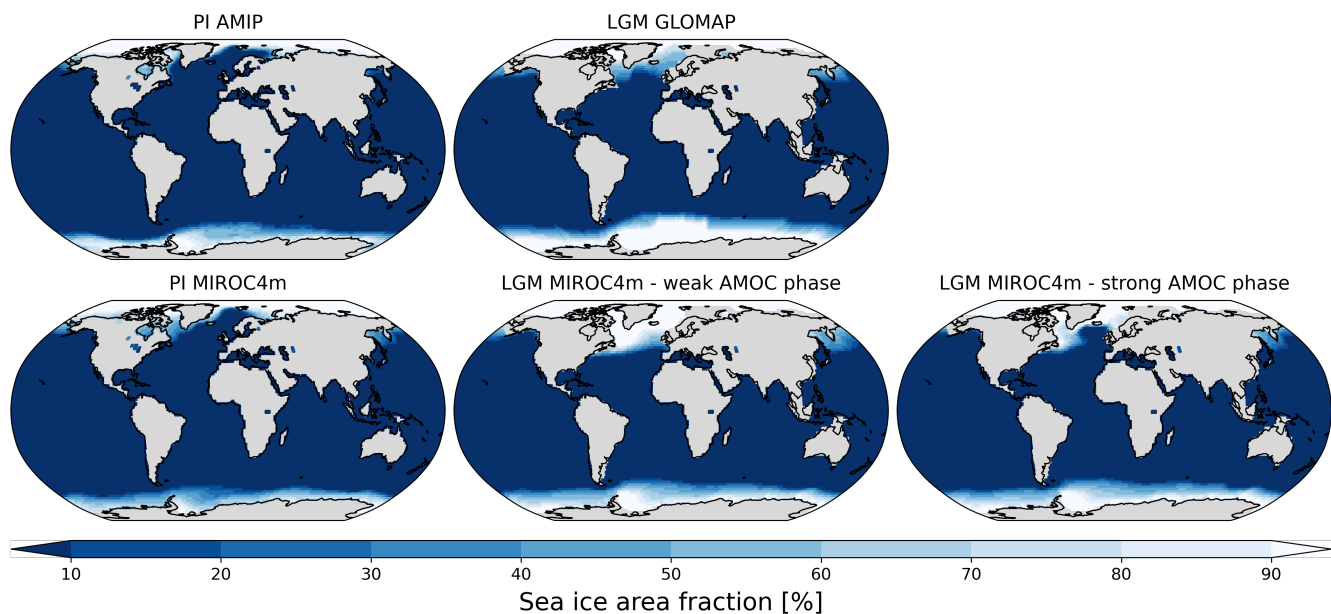 PI AMIP
LGM GLOMAP
PI MIROC4m
LGM MIROC4m - weak AMOC phase
LGM MIROC4m - strong AMOC phase
10 20 30 40 50 60 70 80 90
Sea ice area fraction [%]